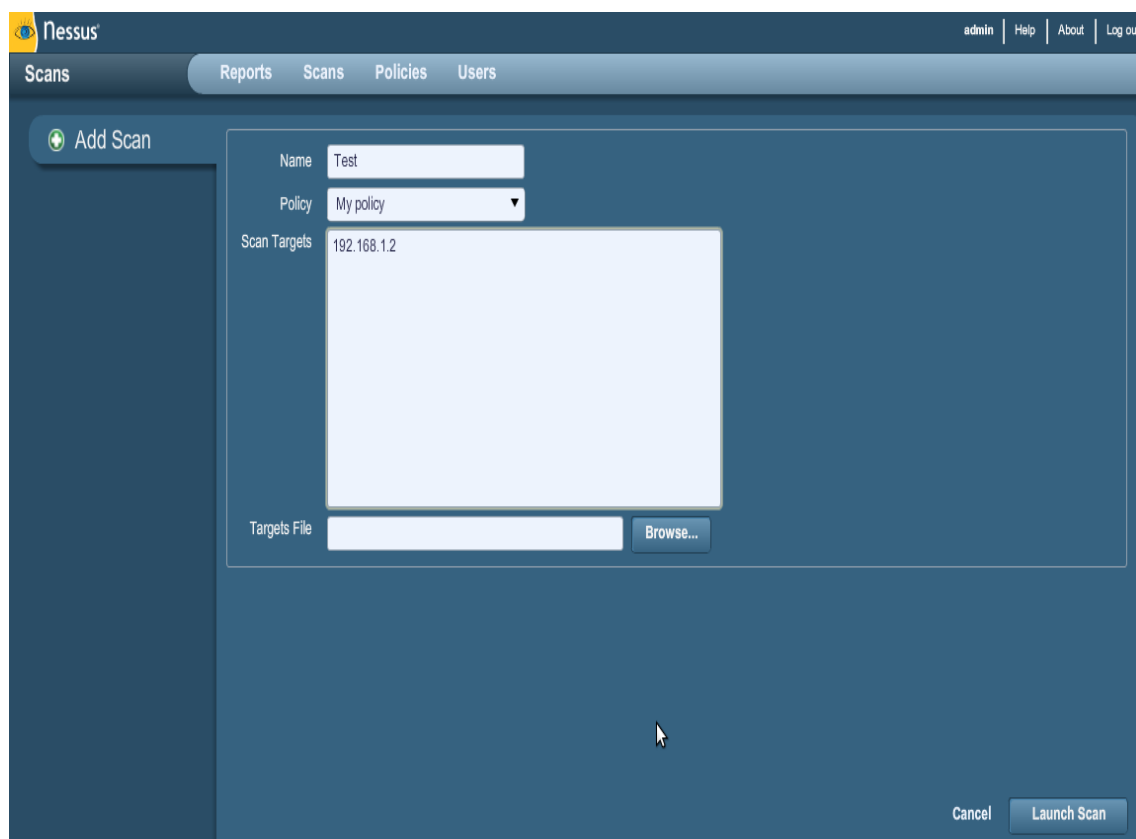 nessus
admin | Help | About | Log ou
Scans
Reports Scans Policies Users
Add Scan
Name Test
Policy My policy
Scan Targets 192.168.1.2
Targets File Browse...
Cancel Launch Scan